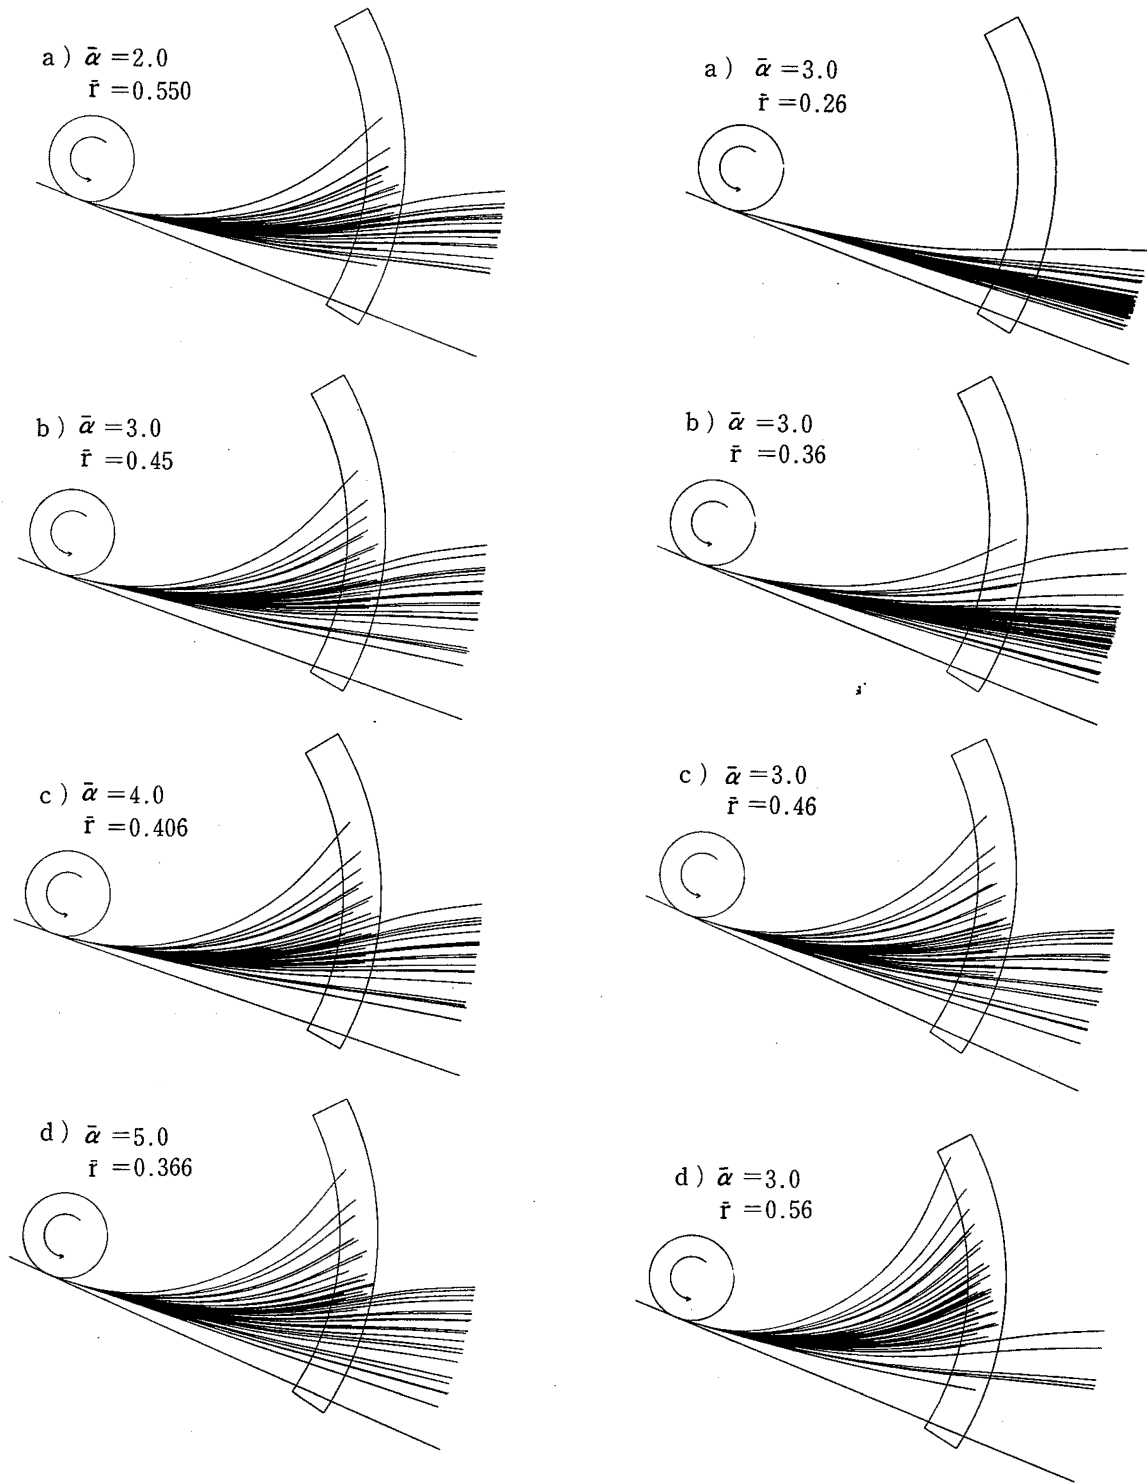 a) ᾱ=2.0
r̄=0.550
b) ᾱ=3.0
r̄=0.45
c) ᾱ=4.0
r̄=0.406
d) ᾱ=5.0
r̄=0.366
a) ᾱ=3.0
r̄=0.26
b) ᾱ=3.0
r̄=0.36
c) ᾱ=3.0
r̄=0.46
d) ᾱ=3.0
r̄=0.56